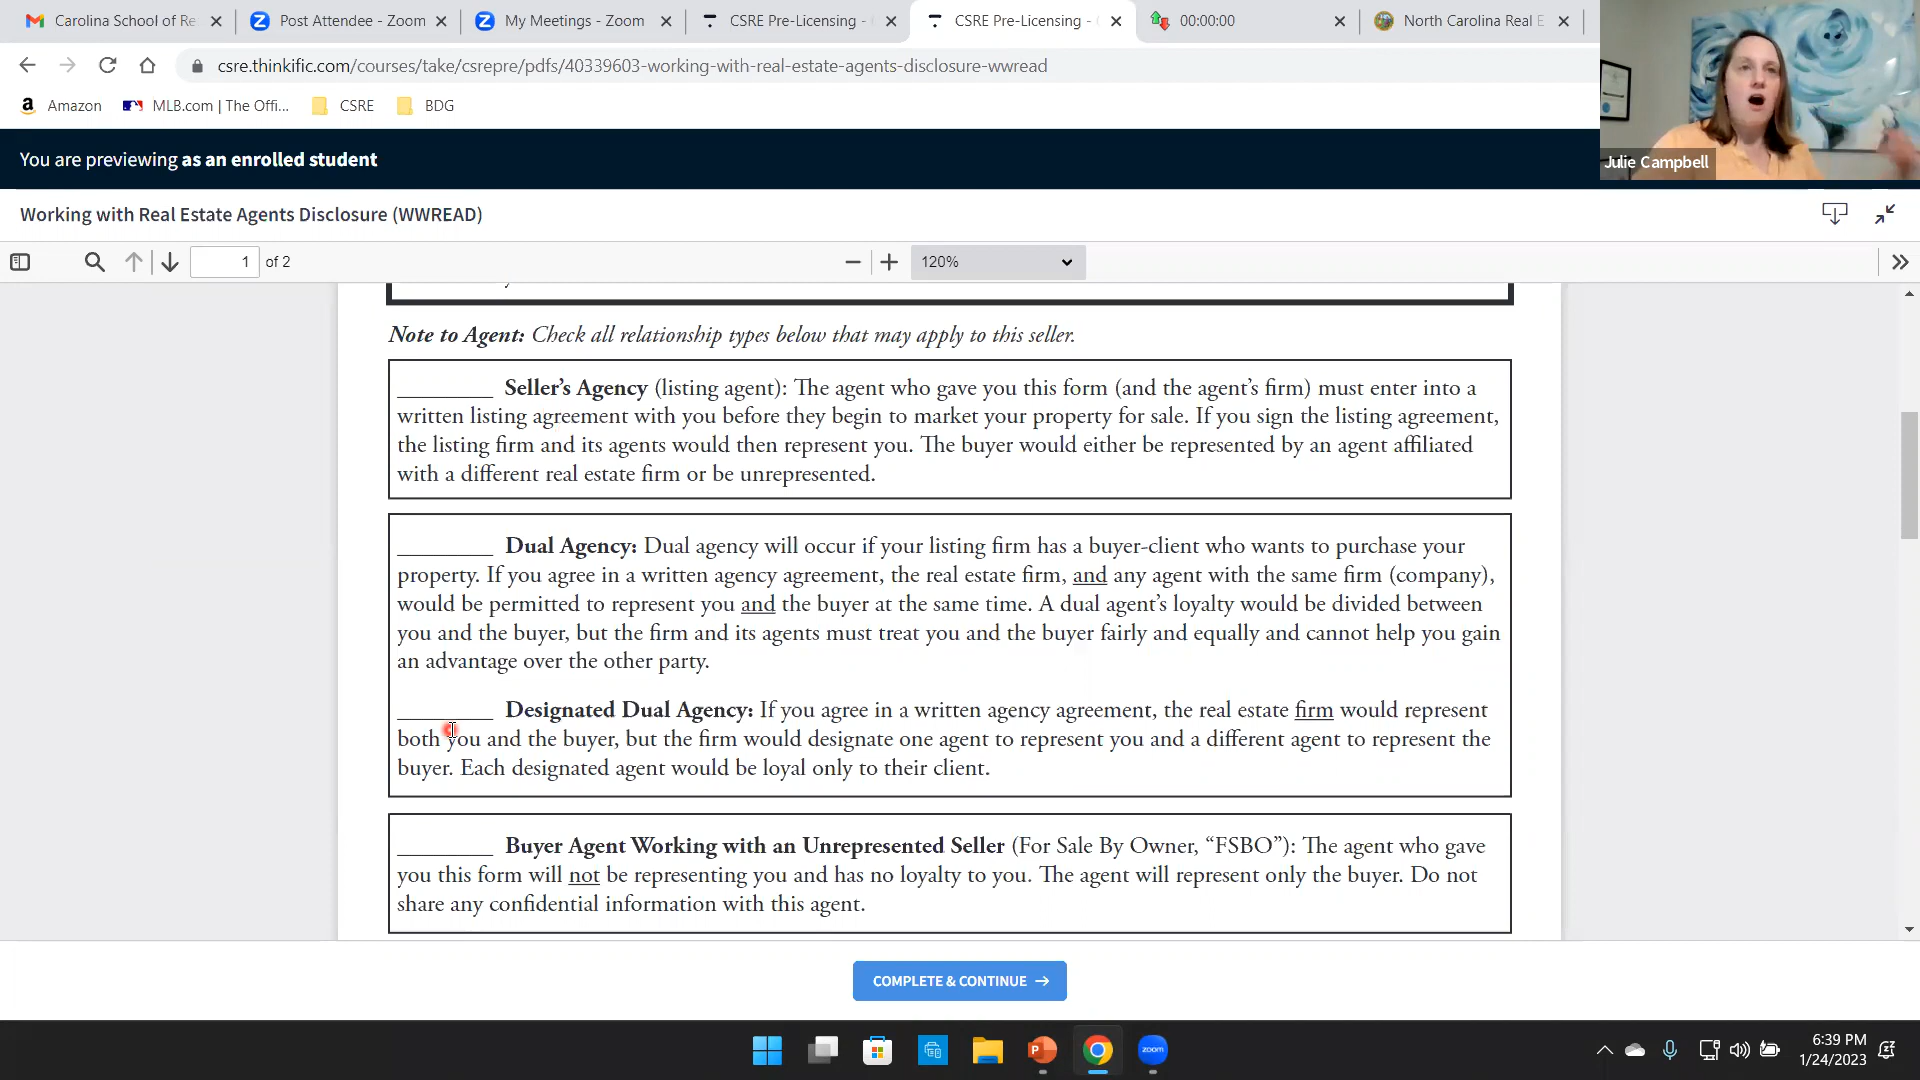 Carolina School of Re
Post Attendee - Zoom
My Meetings - Zoom
CSRE Pre-Licensing -
CSRE Pre-Licensing -
00:00:00
North Carolina Real E
csre.thinkific.com/courses/take/csrepre/pdfs/40339603-working-with-real-estate-agents-disclosure-wwread
Amazon
MLB.com | The Offi...
CSRE
BDG
You are previewing as an enrolled student
Julie Campbell
Working with Real Estate Agents Disclosure (WWREAD)
1 of 2
120%
Note to Agent: Check all relationship types below that may apply to this seller.
________ Seller's Agency (listing agent): The agent who gave you this form (and the agent's firm) must enter into a
written listing agreement with you before they begin to market your property for sale. If you sign the listing agreement,
the listing firm and its agents would then represent you. The buyer would either be represented by an agent affiliated
with a different real estate firm or be unrepresented.
________ Dual Agency: Dual agency will occur if your listing firm has a buyer-client who wants to purchase your
property. If you agree in a written agency agreement, the real estate firm, and any agent with the same firm (company),
would be permitted to represent you and the buyer at the same time. A dual agent's loyalty would be divided between
you and the buyer, but the firm and its agents must treat you and the buyer fairly and equally and cannot help you gain
an advantage over the other party.
________ Designated Dual Agency: If you agree in a written agency agreement, the real estate firm would represent
both you and the buyer, but the firm would designate one agent to represent you and a different agent to represent the
buyer. Each designated agent would be loyal only to their client.
________ Buyer Agent Working with an Unrepresented Seller (For Sale By Owner, “FSBO”): The agent who gave
you this form will not be representing you and has no loyalty to you. The agent will represent only the buyer. Do not
share any confidential information with this agent.
COMPLETE & CONTINUE →
zoom
6:39 PM
1/24/2023